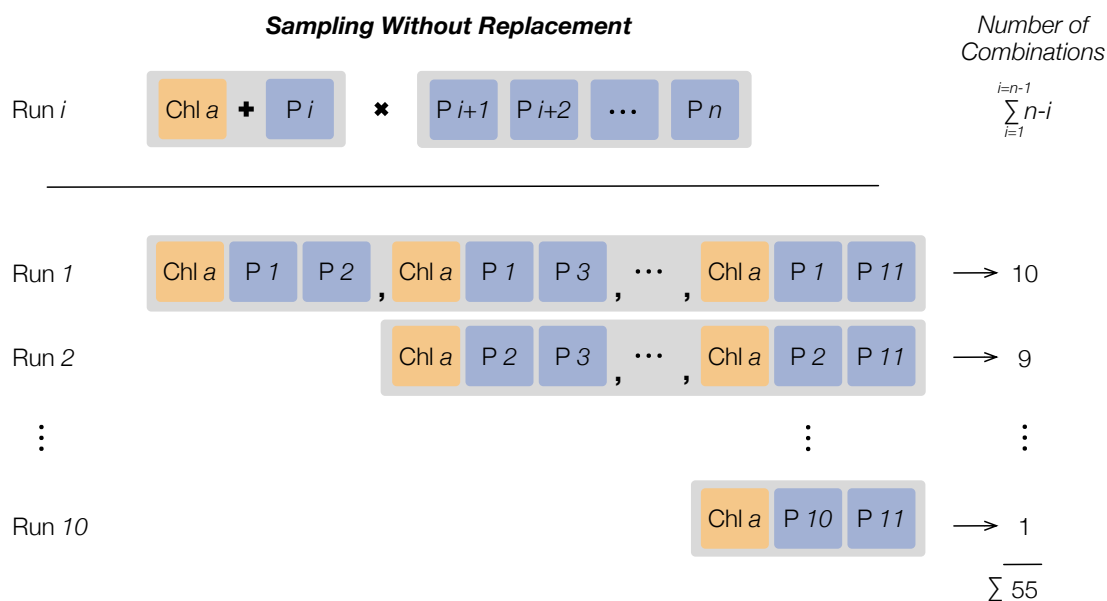 Sampling Without Replacement
Number of
Combinations
Run i
Chl a + P i × P i+1 P i+2 ... P n
i=n-1
∑ n-i
i=1
Run 1
Chl a P 1 P 2 , Chl a P 1 P 3 , ... , Chl a P 1 P 11 → 10
Run 2
Chl a P 2 P 3 , ... , Chl a P 2 P 11 → 9
⋮ ⋮ ⋮
Run 10
Chl a P 10 P 11 → 1
∑ 55